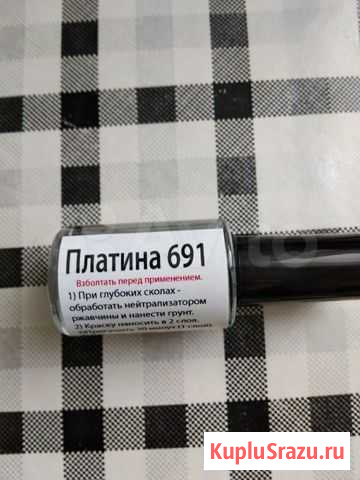 Платина 691
Взболтать перед применением.
1) При глубоких сколах -
обработать нейтрализатором
ржавчины и нанести грунт.
2) Краску наносить в 2 слоя.
KupluSrazu.ru